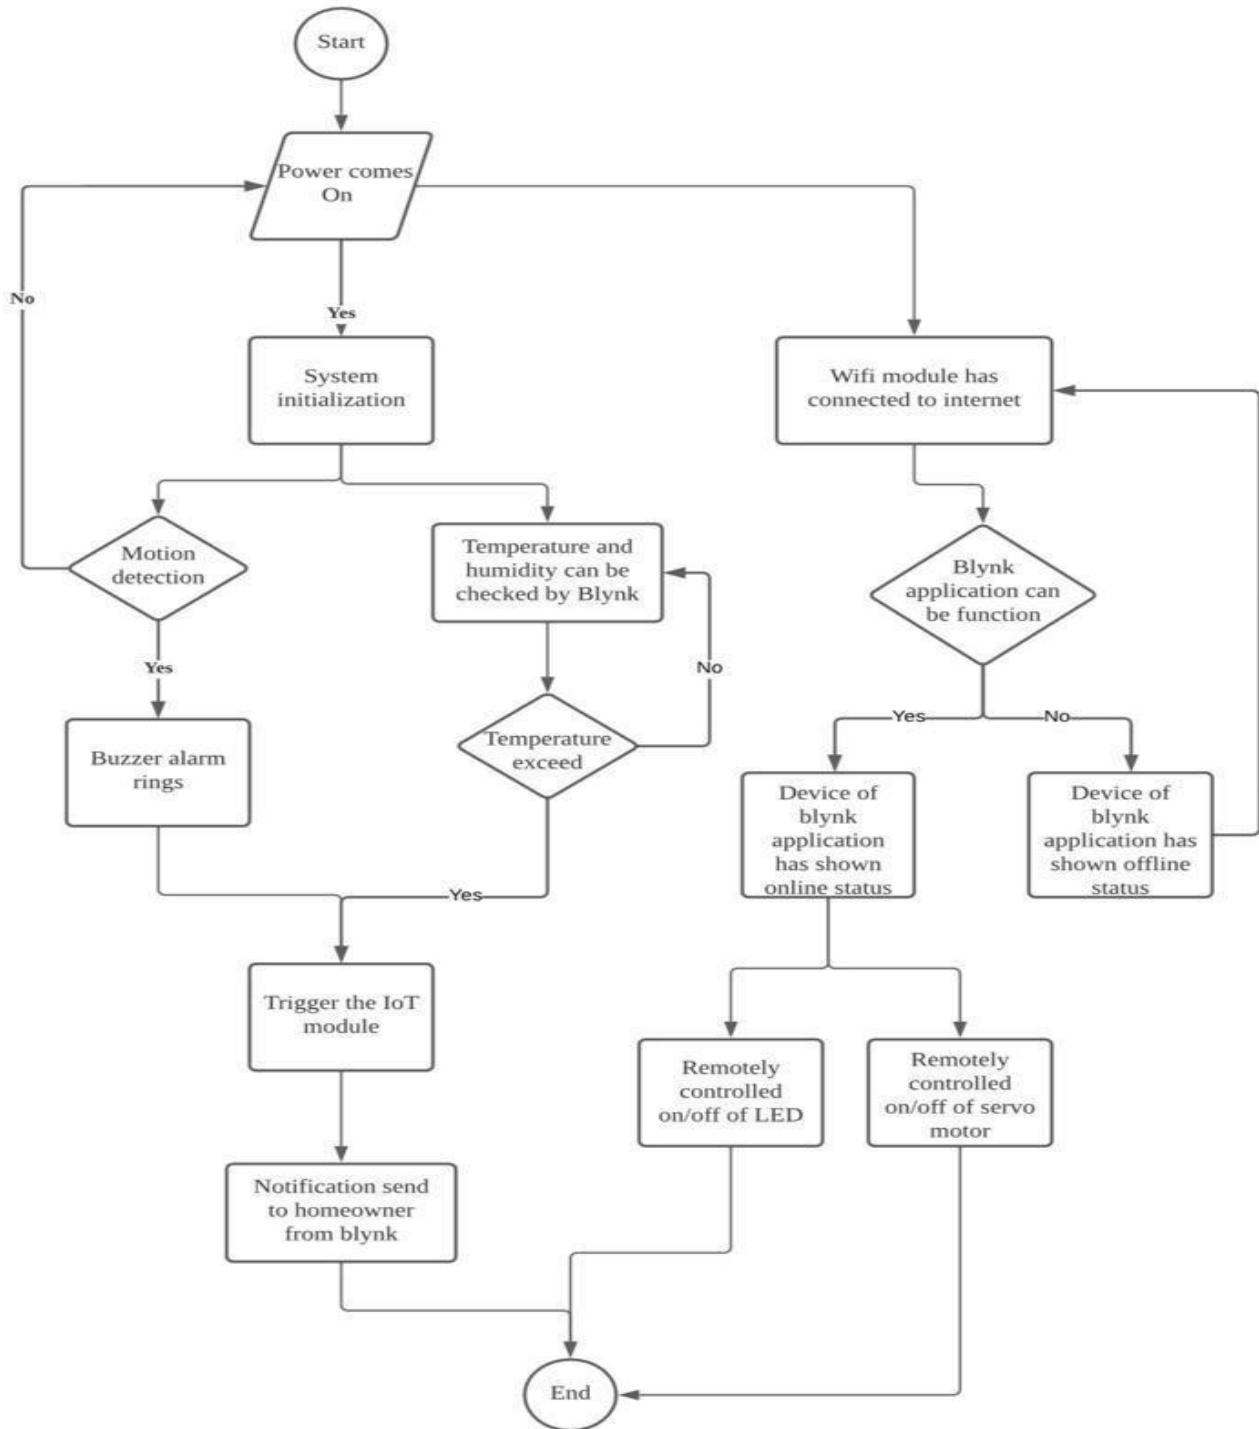 Start
Power comes
On
No
Yes
System
initialization
Wifi module has
connected to internet
Motion
detection
Temperature and
humidity can be
checked by Blynk
Blynk
application can
be function
Yes
No
Yes
No
Temperature
exceed
Buzzer alarm
rings
Device of
blynk
application
has shown
online status
Device of
blynk
application has
shown offline
status
Yes
Trigger the IoT
module
Remotely
controlled
on/off of LED
Remotely
controlled
on/off of servo
motor
Notification send
to homeowner
from blynk
End